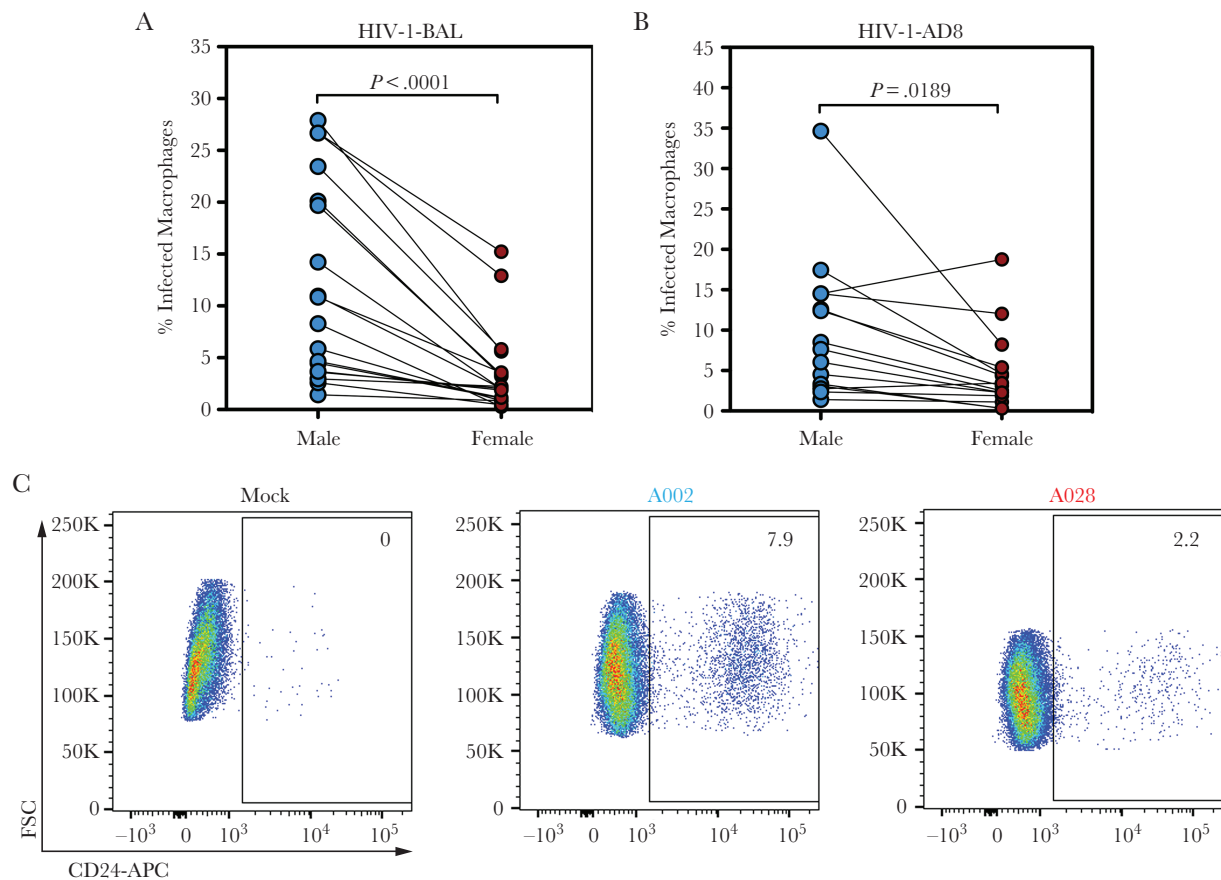 A
HIV-1-BAL
P < .0001
% Infected Macrophages
35
30
25
20
15
10
5
0
Male
Female
B
HIV-1-AD8
P = .0189
% Infected Macrophages
45
40
35
30
25
20
15
10
5
0
Male
Female
C
Mock
0
250K
200K
150K
100K
50K
0
–10³ 0 10³ 10⁴ 10⁵
FSC
CD24-APC
A002
7.9
250K
200K
150K
100K
50K
0
–10³ 0 10³ 10⁴ 10⁵
A028
2.2
250K
200K
150K
100K
50K
0
–10³ 0 10³ 10⁴ 10⁵